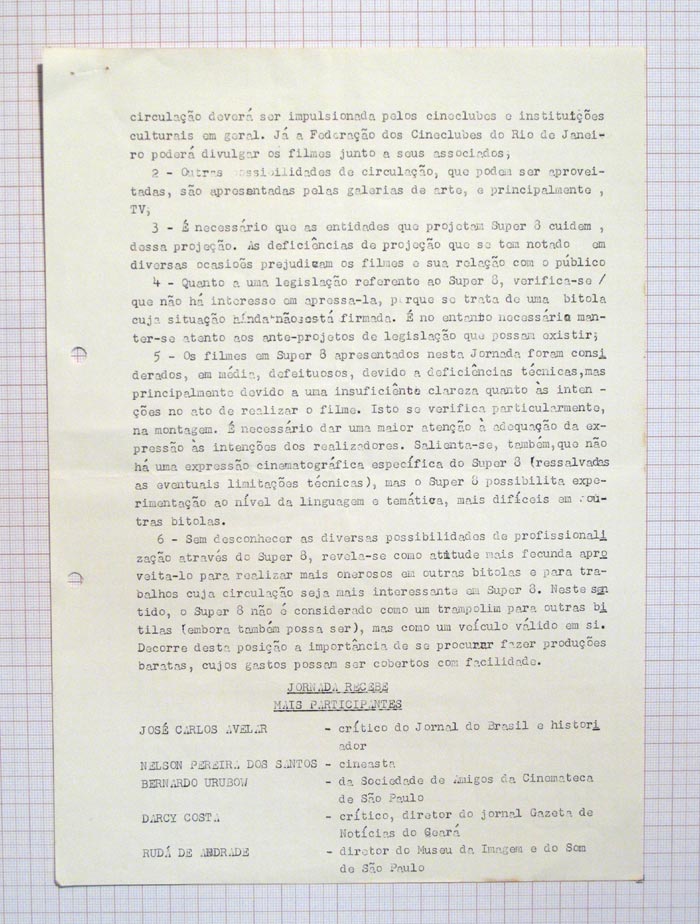 circulação deverá ser impulsionada pelos cineclubes e instituições
culturais em geral. Já a Federação dos Cineclubes do Rio de Janei-
ro poderá divulgar os filmes junto a seus associados;
2 - Outras possibilidades de circulação, que podem ser aprovei-
tadas, são apresentadas pelas galerias de arte, e principalmente ,
TV;
3 - É necessário que as entidades que projetam Super 8 cuidem ,
dessa projeção. As deficiências de projeção que se tem notado em
diversas ocasioẽs prejudicam os filmes e sua relação com o público
4 - Quanto a uma legislação referente ao Super 8, verifica-se /
que não há interesse em apressa-la, porque se trata de uma bitola
cuja situação hinda não está firmada. É no entanto necessário man-
ter-se atento aos ante-projetos de legislação que possam existir;
5 - Os filmes em Super 8 apresentados nesta Jornada foram consi
derados, em média, defeituosos, devido a deficiências técnicas,mas
principalmente devido a uma insuficiênte clareza quanto às inten -
ções no ato de realizar o filme. Isto se verifica particularmente,
na montagem. É necessário dar uma maior atenção à adequação da ex-
pressão às intenções dos realizadores. Salienta-se, também,que não
há uma expressão cinematográfica específica do Super 8 (ressalvadas
as eventuais limitações técnicas), mas o Super 8 possibilita expe-
rimentação ao nível da linguagem e temática, mais difíceis em ou-
tras bitolas.
6 - Sem desconhecer as diversas possibilidades de profissionali
zação através do Super 8, revela-se como atitude mais fecunda apro
veita-lo para realizar mais onerosos em outras bitolas e para tra-
balhos cuja circulação seja mais interessante em Super 8. Neste sen
tido, o Super 8 não é considerado como um trampolim para outras bi
tilas (embora também possa ser), mas como um veículo válido em si.
Decorre desta posição a importância de se procurar fazer produções
baratas, cujos gastos possam ser cobertos com facilidade.
JORNADA RECEBE
MAIS PARTICIPANTES
JOSÉ CARLOS AVELAR - crítico do Jornal do Brasil e histori
ador
NELSON PEREIRA DOS SANTOS - cineasta
BERNARDO URUBOW - da Sociedade de Amigos da Cinemateca
de São Paulo
DARCY COSTA - crítico, diretor do jornal Gazeta de
Notícias do Ceará
RUDÁ DE ANDRADE - diretor do Museu da Imagem e do Som
de São Paulo